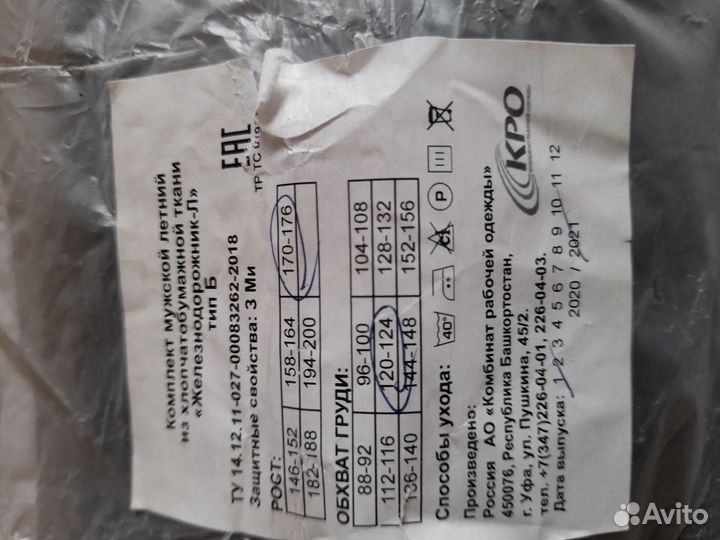 Комплект мужской летний
из хлопчатобумажной ткани
«Железнодорожник-Л»
тип Б
ЕАС
ТУ 14.12.11-027-00083262-2018
ТР ТС
Защитные свойства: З Ми
РОСТ:
146-152 158-164 170-176
182-188 194-200
ОБХВАТ ГРУДИ:
88-92 96-100 104-108
112-116 120-124 128-132
136-140 144-148 152-156
Способы ухода: 40° P
Произведено:
Россия АО «Комбинат рабочей одежды»
450076, Республика Башкортостан,
г. Уфа, ул. Пушкина, 45/2.
тел. +7(347)226-04-01, 226-04-03.
Дата выпуска: 1 2 3 4 5 6 7 8 9 10 11 12
2020 / 2021
КРО
Avito